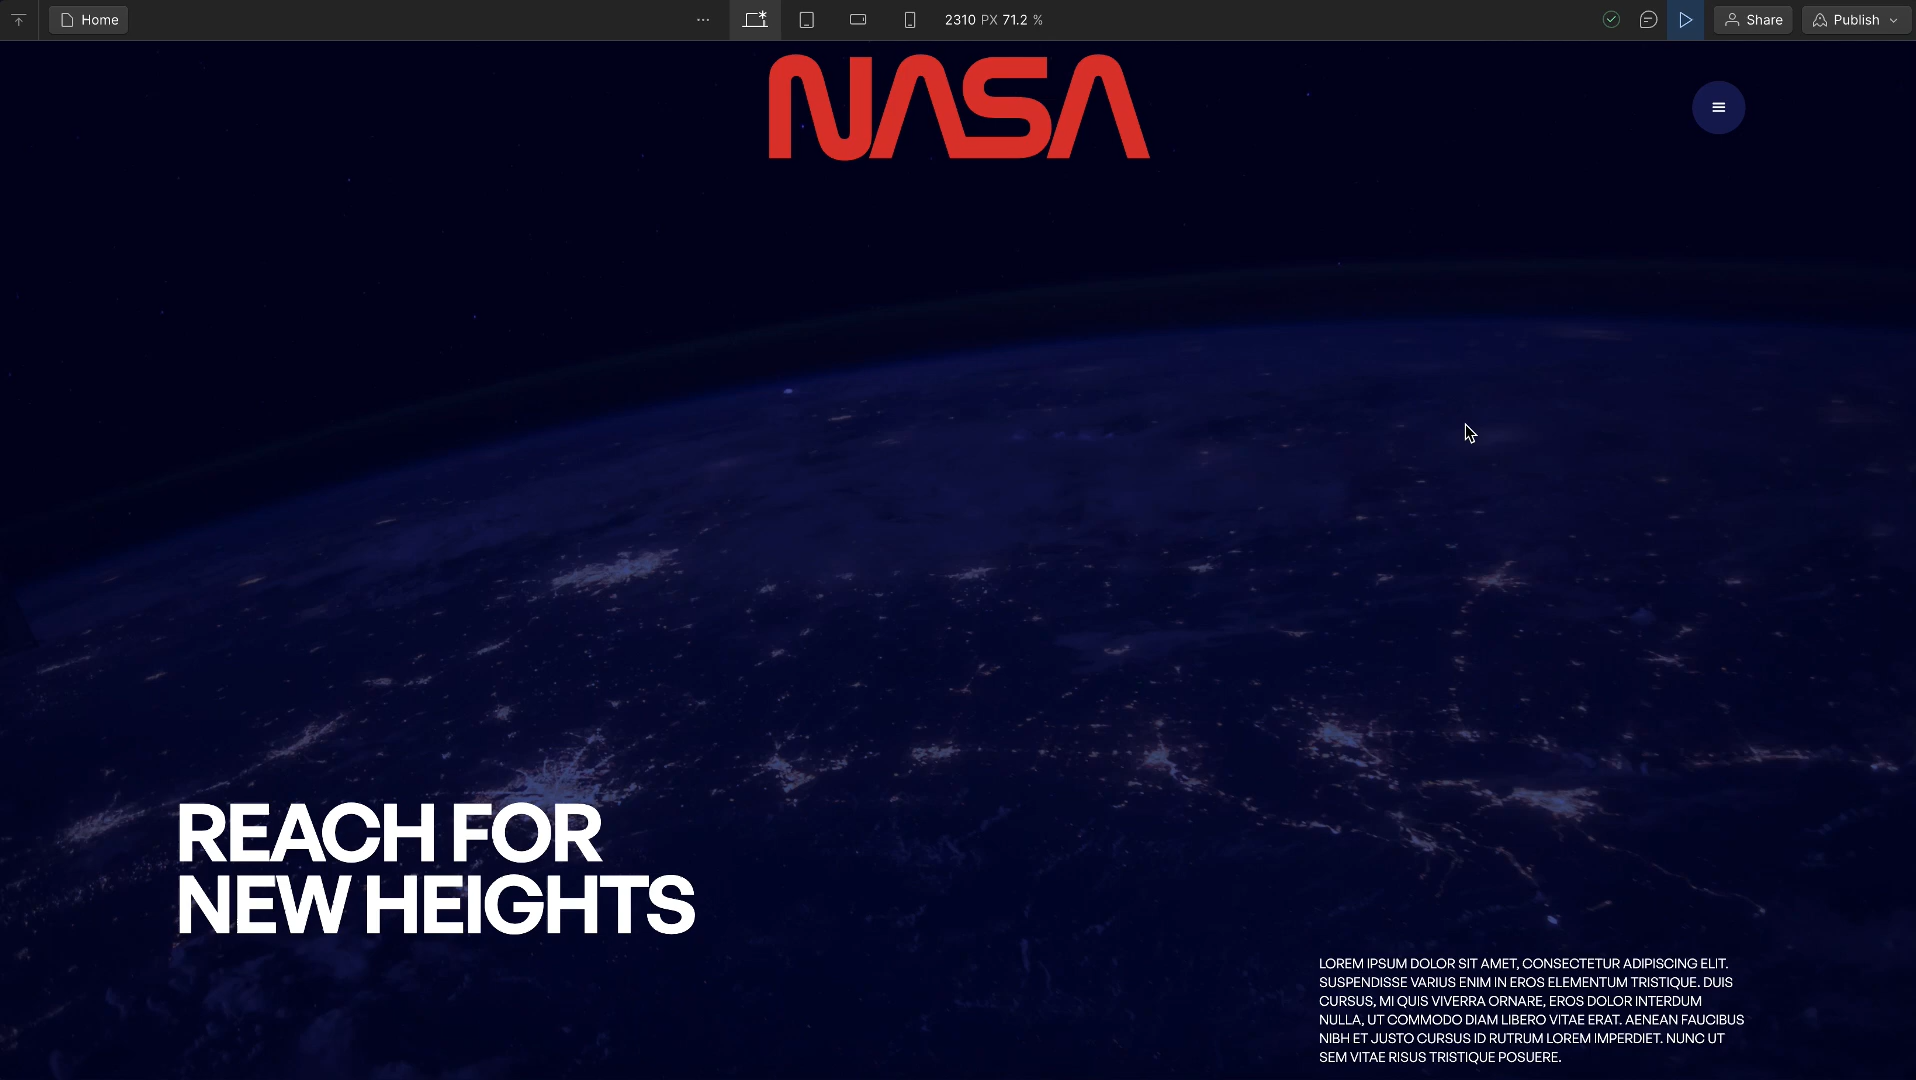 Home
2310 PX 71.2 %
Share
Publish
NASA
REACH FOR
NEW HEIGHTS
LOREM IPSUM DOLOR SIT AMET, CONSECTETUR ADIPISCING ELIT.
SUSPENDISSE VARIUS ENIM IN EROS ELEMENTUM TRISTIQUE. DUIS
CURSUS, MI QUIS VIVERRA ORNARE, EROS DOLOR INTERDUM
NULLA, UT COMMODO DIAM LIBERO VITAE ERAT. AENEAN FAUCIBUS
NIBH ET JUSTO CURSUS ID RUTRUM LOREM IMPERDIET. NUNC UT
SEM VITAE RISUS TRISTIQUE POSUERE.